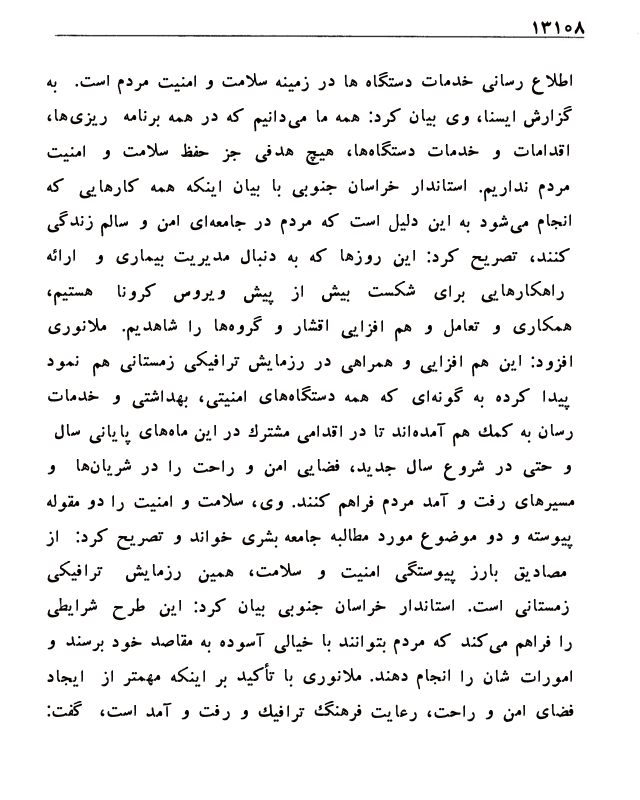 ۱۳۱۰۸
اطلاع رسانی خدمات دستگاه ها در زمینه سلامت و امنیت مردم است. به
گزارش ایسنا، وی بیان کرد: همه ما می‌دانیم که در همه برنامه ریزی‌ها،
اقدامات و خدمات دستگاه‌ها، هیچ هدفی جز حفظ سلامت و امنیت
مردم نداریم. استاندار خراسان جنوبی با بیان اینکه همه کارهایی که
انجام می‌شود به این دلیل است که مردم در جامعه‌ای امن و سالم زندگی
کنند، تصریح کرد: این روزها که به دنبال مدیریت بیماری و ارائه
راهکارهایی برای شکست بیش از پیش ویروس کرونا هستیم،
همکاری و تعامل و هم افزایی اقشار و گروه‌ها را شاهدیم. ملانوری
افزود: این هم افزایی و همراهی در رزمایش ترافیکی زمستانی هم نمود
پیدا کرده به گونه‌ای که همه دستگاه‌های امنیتی، بهداشتی و خدمات
رسان به کمک هم آمده‌اند تا در اقدامی مشترک در این ماه‌های پایانی سال
و حتی در شروع سال جدید، فضایی امن و راحت را در شریان‌ها و
مسیرهای رفت و آمد مردم فراهم کنند. وی، سلامت و امنیت را دو مقوله
پیوسته و دو موضوع مورد مطالبه جامعه بشری خواند و تصریح کرد: از
مصادیق بارز پیوستگی امنیت و سلامت، همین رزمایش ترافیکی
زمستانی است. استاندار خراسان جنوبی بیان کرد: این طرح شرایطی
را فراهم می‌کند که مردم بتوانند با خیالی آسوده به مقاصد خود برسند و
امورات شان را انجام دهند. ملانوری با تأکید بر اینکه مهمتر از ایجاد
فضای امن و راحت، رعایت فرهنگ ترافیک و رفت و آمد است، گفت: